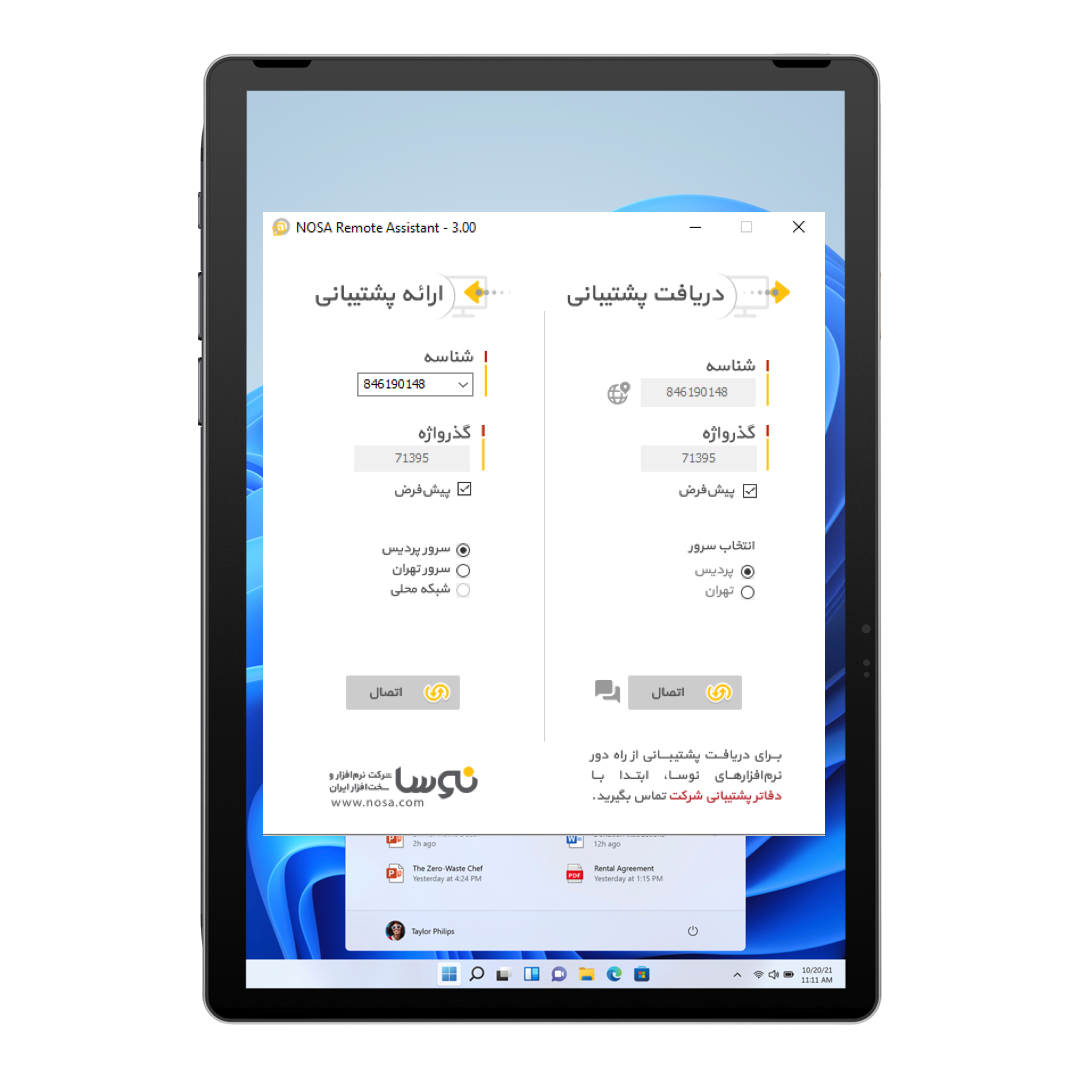 NOSA Remote Assistant - 3.00
دریافت پشتیبانی
شناسه
846190148
گذرواژه
71395
پیش‌فرض
انتخاب سرور
پردیس
تهران
اتصال
برای دریافت پشتیبانی از راه دور
نرم‌افزارهای نوسا، ابتدا با
دفاتر پشتیبانی شرکت تماس بگیرید.
ارائه پشتیبانی
شناسه
846190148
گذرواژه
71395
پیش‌فرض
سرور پردیس
سرور تهران
شبکه محلی
اتصال
نوسا
شرکت نرم‌افزار و
سخت‌افزار ایران
www.nosa.com
2h ago
12h ago
The Zero-Waste Chef
Rental Agreement
Yesterday at 4:24 PM
Yesterday at 1:15 PM
PDF
Taylor Philips
10/20/21
11:11 AM